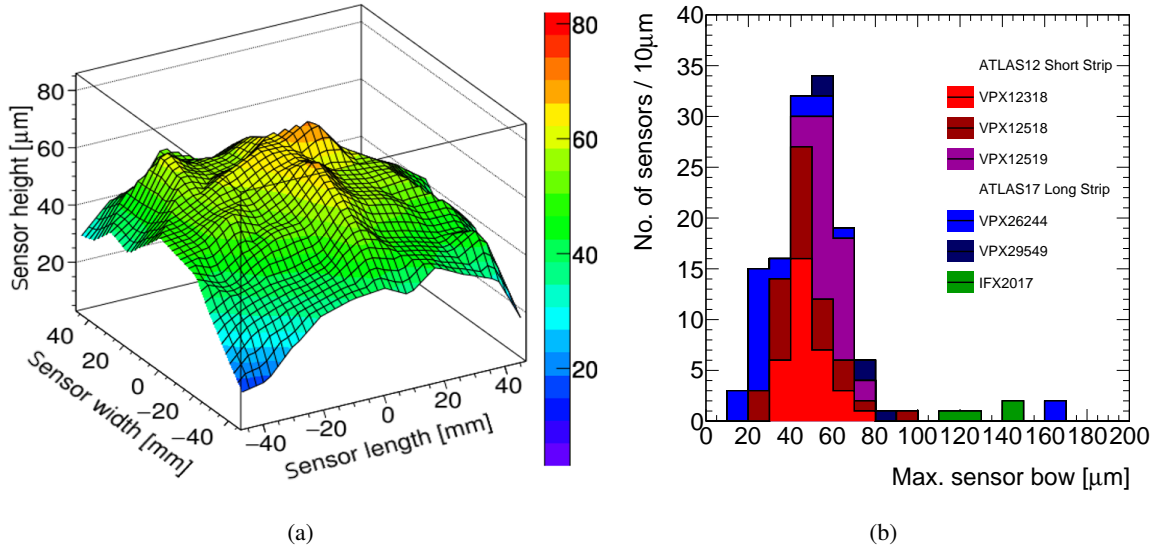 80
60
40
20
Sensor height [μm]
40
20
0
−20
−40
Sensor width [mm]
−40
−20
0
20
40
Sensor length [mm]
80
60
40
20
(a)
No. of sensors / 10μm
40
35
30
25
20
15
10
5
0
0 20 40 60 80 100 120 140 160 180 200
Max. sensor bow [μm]
ATLAS12 Short Strip
VPX12318
VPX12518
VPX12519
ATLAS17 Long Strip
VPX26244
VPX29549
IFX2017
(b)